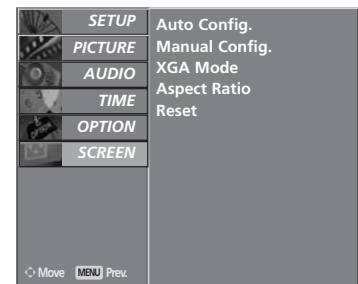 SETUP
PICTURE
AUDIO
TIME
OPTION
SCREEN
Auto Config.
Manual Config.
XGA Mode
Aspect Ratio
Reset
Move MENU Prev.